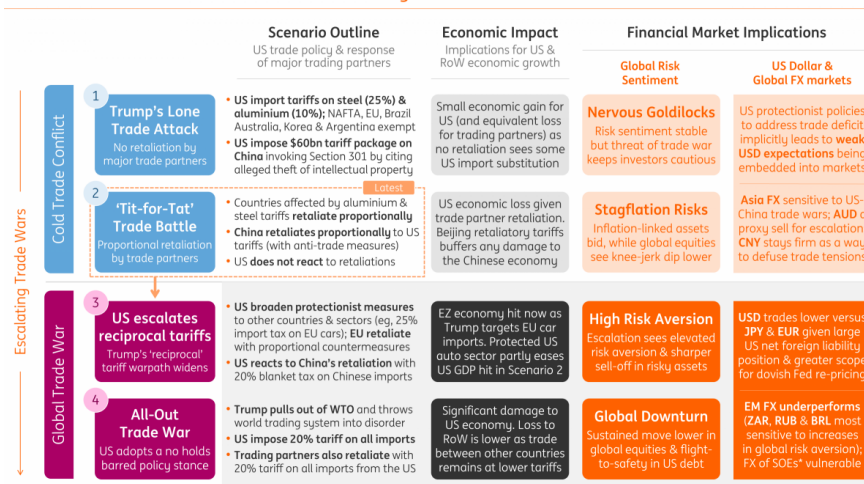 Scenario Outline
US trade policy & response
of major trading partners
Economic Impact
Implications for US &
RoW economic growth
Financial Market Implications
Global Risk
Sentiment
US Dollar &
Global FX markets
Escalating Trade Wars
Cold Trade Conflict
1
Trump's Lone
Trade Attack
No retaliation by
major trade partners
• US import tariffs on steel (25%) &
aluminium (10%); NAFTA, EU, Brazil
Australia, Korea & Argentina exempt
• US impose $60bn tariff package on
China invoking Section 301 by citing
alleged theft of intellectual property
Small economic gain for
US (and equivalent loss
for trading partners) as
no retaliation sees some
US import substitution
Nervous Goldilocks
Risk sentiment stable
but threat of trade war
keeps investors cautious
US protectionist policies
to address trade deficit
implicitly leads to weak
USD expectations being
embedded into markets
Latest
2
'Tit-for-Tat'
Trade Battle
Proportional retaliation
by trade partners
• Countries affected by aluminium &
steel tariffs retaliate proportionally
• China retaliates proportionally to US
tariffs (with anti-trade measures)
• US does not react to retaliations
US economic loss given
trade partner retaliation.
Beijing retaliatory tariffs
buffers any damage to
the Chinese economy
Stagflation Risks
Inflation-linked assets
bid, while global equities
see knee-jerk dip lower
Asia FX sensitive to US-
China trade wars; AUD
proxy sell for escalation
CNY stays firm as a way
to defuse trade tensions
Global Trade War
3
US escalates
reciprocal tariffs
Trump's 'reciprocal'
tariff warpath widens
• US broaden protectionist measures
to other countries & sectors (eg, 25%
import tax on EU cars); EU retaliate
with proportional countermeasures
• US reacts to China's retaliation with
20% blanket tax on Chinese imports
EZ economy hit now as
Trump targets EU car
imports. Protected US
auto sector partly eases
US GDP hit in Scenario 2
High Risk Aversion
Escalation sees elevated
risk aversion & sharper
sell-off in risky assets
USD trades lower versus
JPY & EUR given large
US net foreign liability
position & greater scope
for dovish Fed re-pricing
4
All-Out
Trade War
US adopts a no holds
barred policy stance
• Trump pulls out of WTO and throws
world trading system into disorder
• US impose 20% tariff on all imports
• Trading partners also retaliate with
20% tariff on all imports from the US
Significant damage to
US economy. Loss to
RoW is lower as trade
between other countries
remains at lower tariffs
Global Downturn
Sustained move lower in
global equities & flight-
to-safety in US debt
EM FX underperforms
(ZAR, RUB & BRL most
sensitive to increases
in global risk aversion);
FX of SOEs* vulnerable